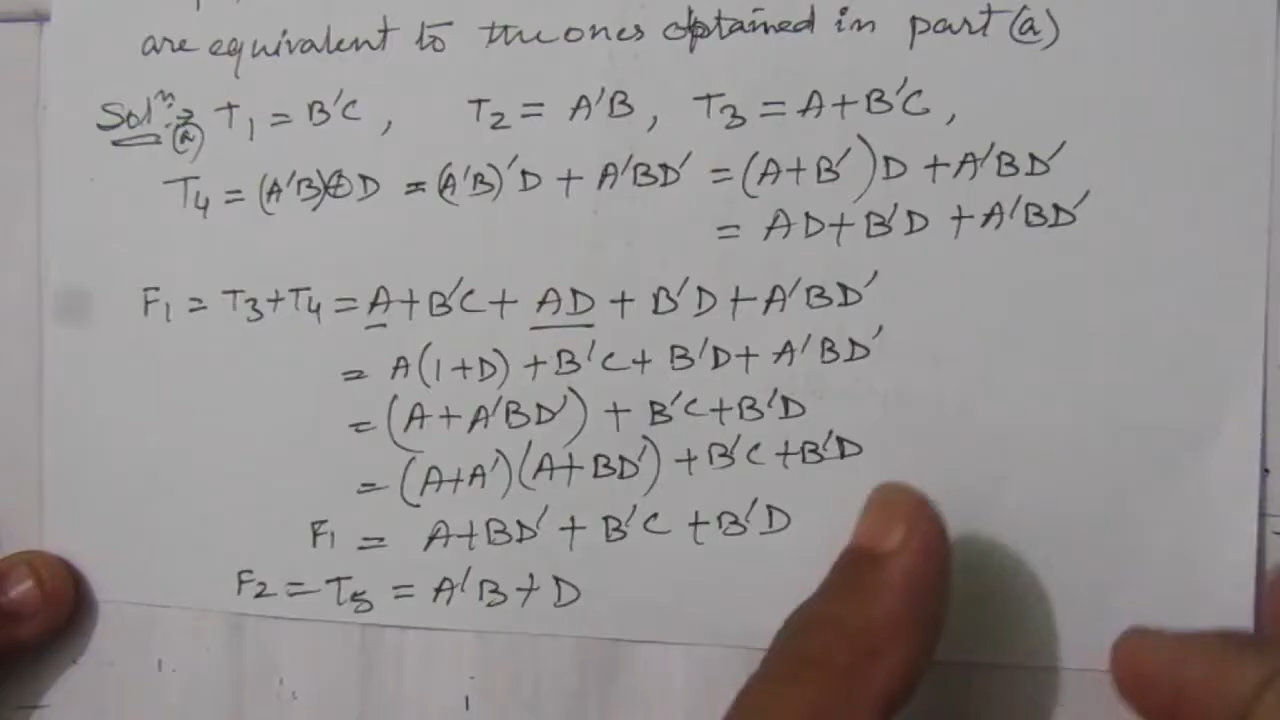 are equivalent to the ones obtained in part (a)
Solⁿ:> (a) T₁ = B'C, T₂ = A'B, T₃ = A+B'C,
T₄ = (A'B)⊕D = (A'B)'D + A'BD' = (A+B')D + A'BD'
= AD+B'D + A'BD'
F₁ = T₃+T₄ = A+B'C + AD + B'D+A'BD'
= A(1+D) + B'C + B'D+ A'BD'
= (A+A'BD') + B'C+B'D
= (A+A')(A+BD') + B'C +B'D
F₁ = A+BD' + B'C +B'D
F₂ = T₅ = A'B+D